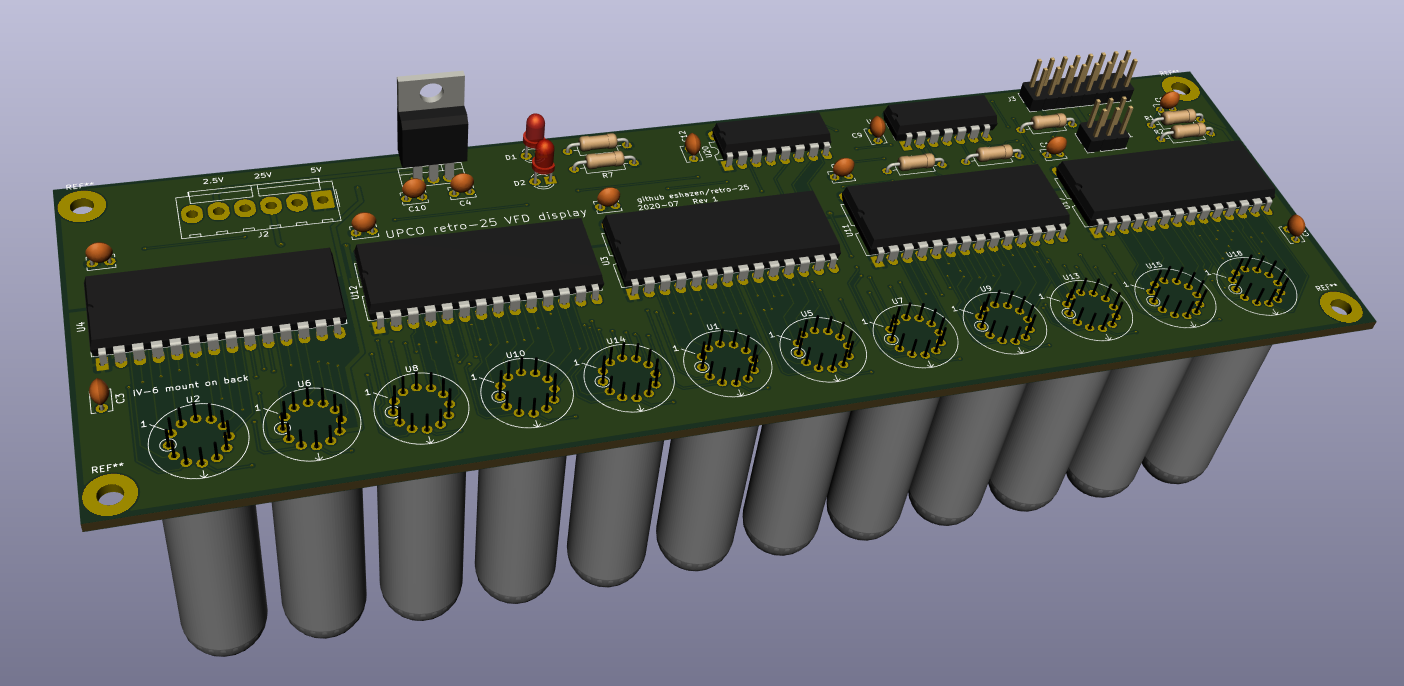 REF**
2.5V
25V
5V
J2
C10
C4
D1
D2
R7
C9
J3
REF**
UPCO retro-25 VFD display
github eshazen/retro-25
2020-07 Rev 1
U4
U12
U3
U11
C3
IV-6 mount on back
1
U2
1
U6
1
U8
1
U10
1
U14
1
U1
1
U5
1
U7
1
U9
1
U13
1
U15
1
REF**
REF**